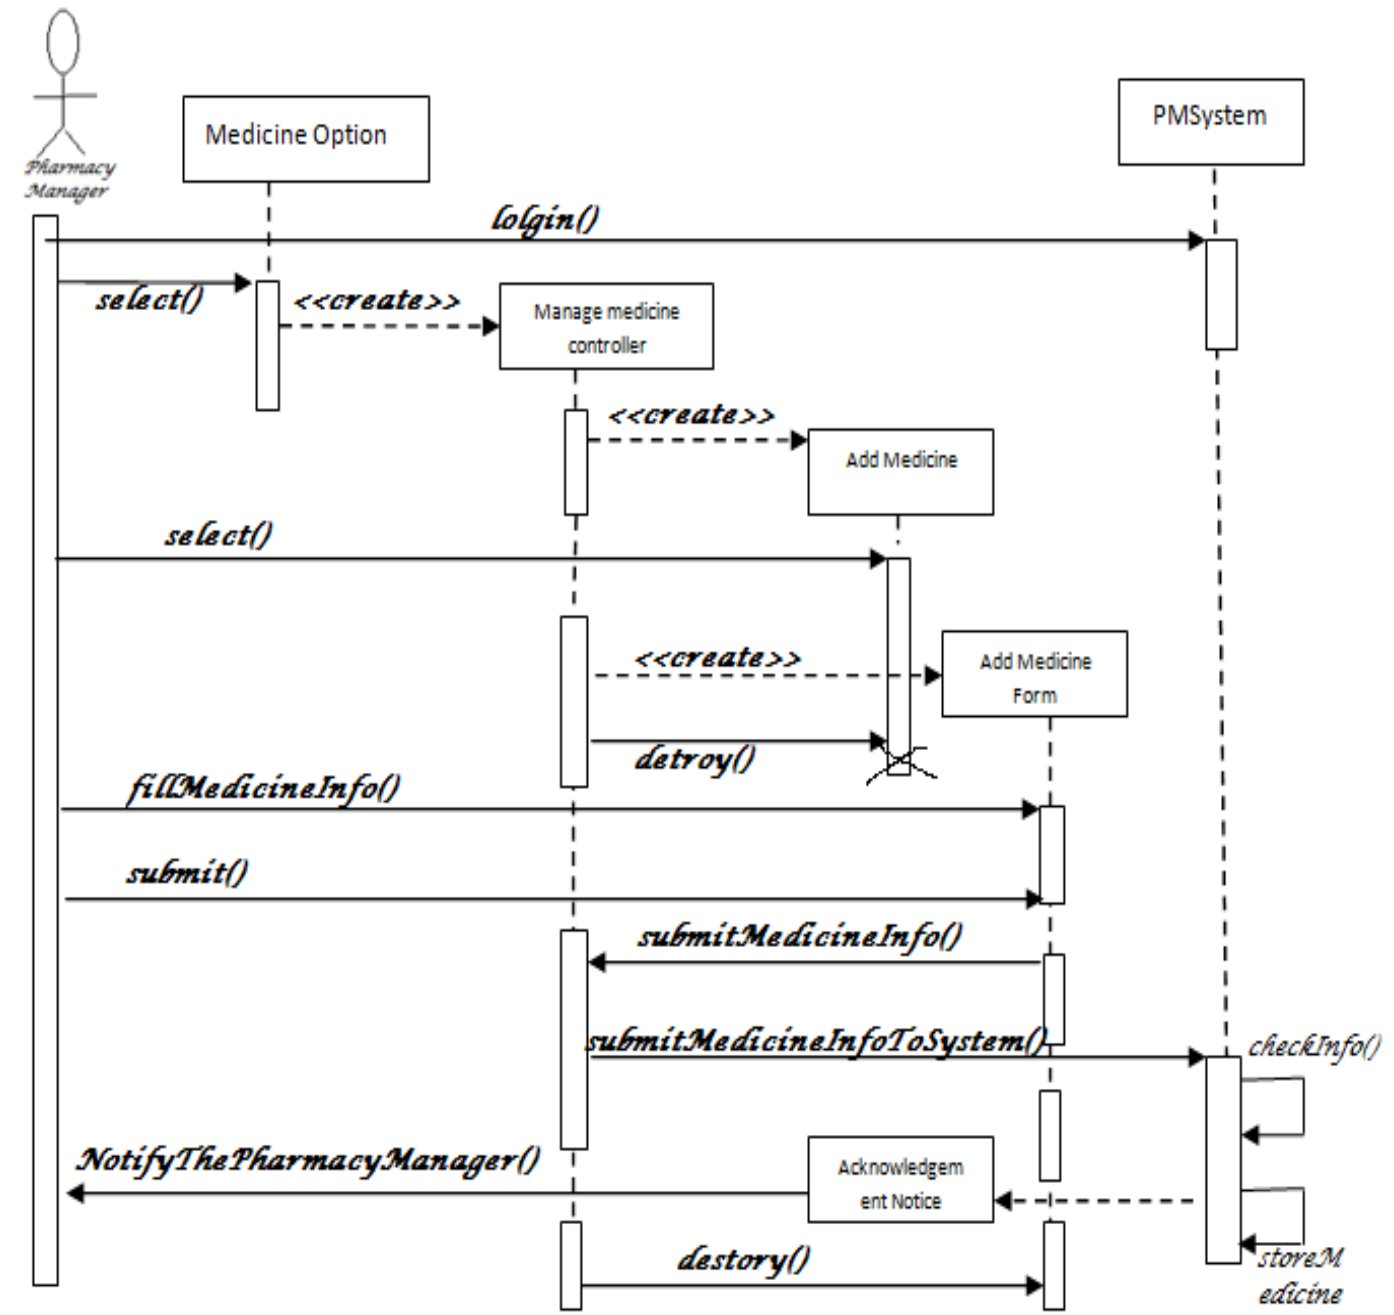 PMSystem
Medicine Option
Pharmacy
Manager
lolgin()
select()
<<create>>
Manage medicine
controller
<<create>>
Add Medicine
select()
<<create>>
Add Medicine
Form
detroy()
fillMedicineInfo()
submit()
submitMedicineInfo()
submitMedicineInfoToSystem()
checkInfo()
NotifyThePharmacyManager()
Acknowledgem
ent Notice
destory()
storeM
edicine